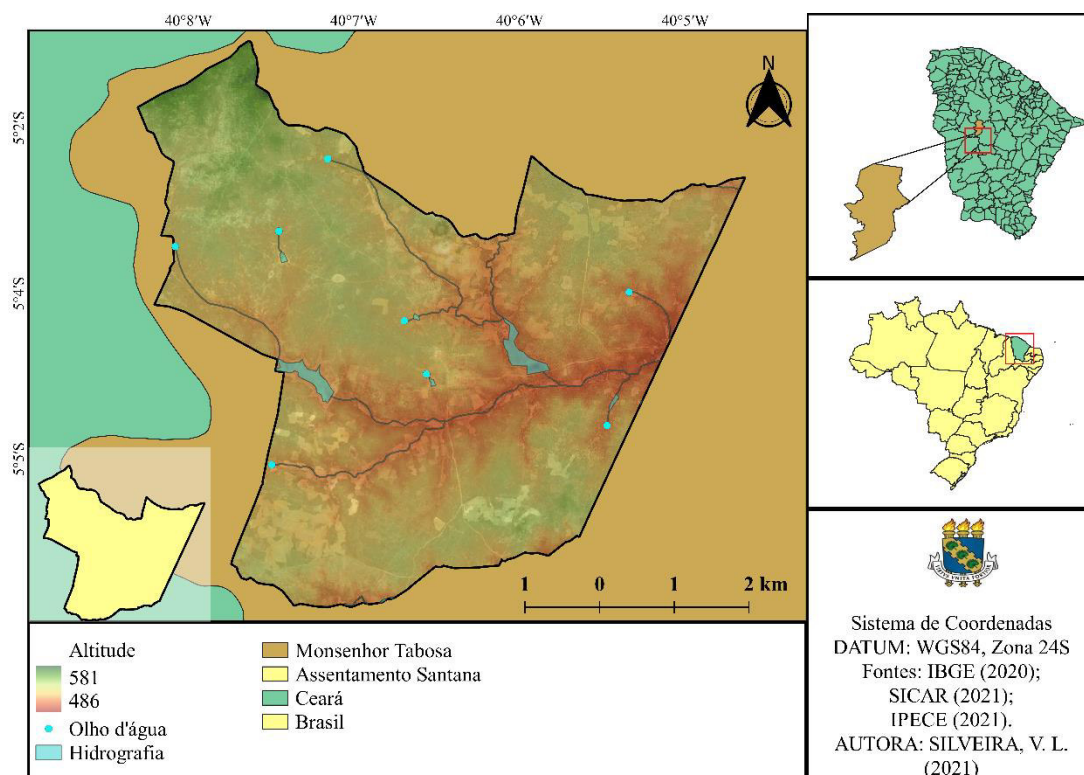 40°8'W 40°7'W 40°6'W 40°5'W
5°2'S
5°4'S
5°5'S
N
1 0 1 2 km
Altitude
581
486
Olho d'água
Hidrografia
Monsenhor Tabosa
Assentamento Santana
Ceará
Brasil
Sistema de Coordenadas
DATUM: WGS84, Zona 24S
Fontes: IBGE (2020);
SICAR (2021);
IPECE (2021).
AUTORA: SILVEIRA, V. L.
(2021)